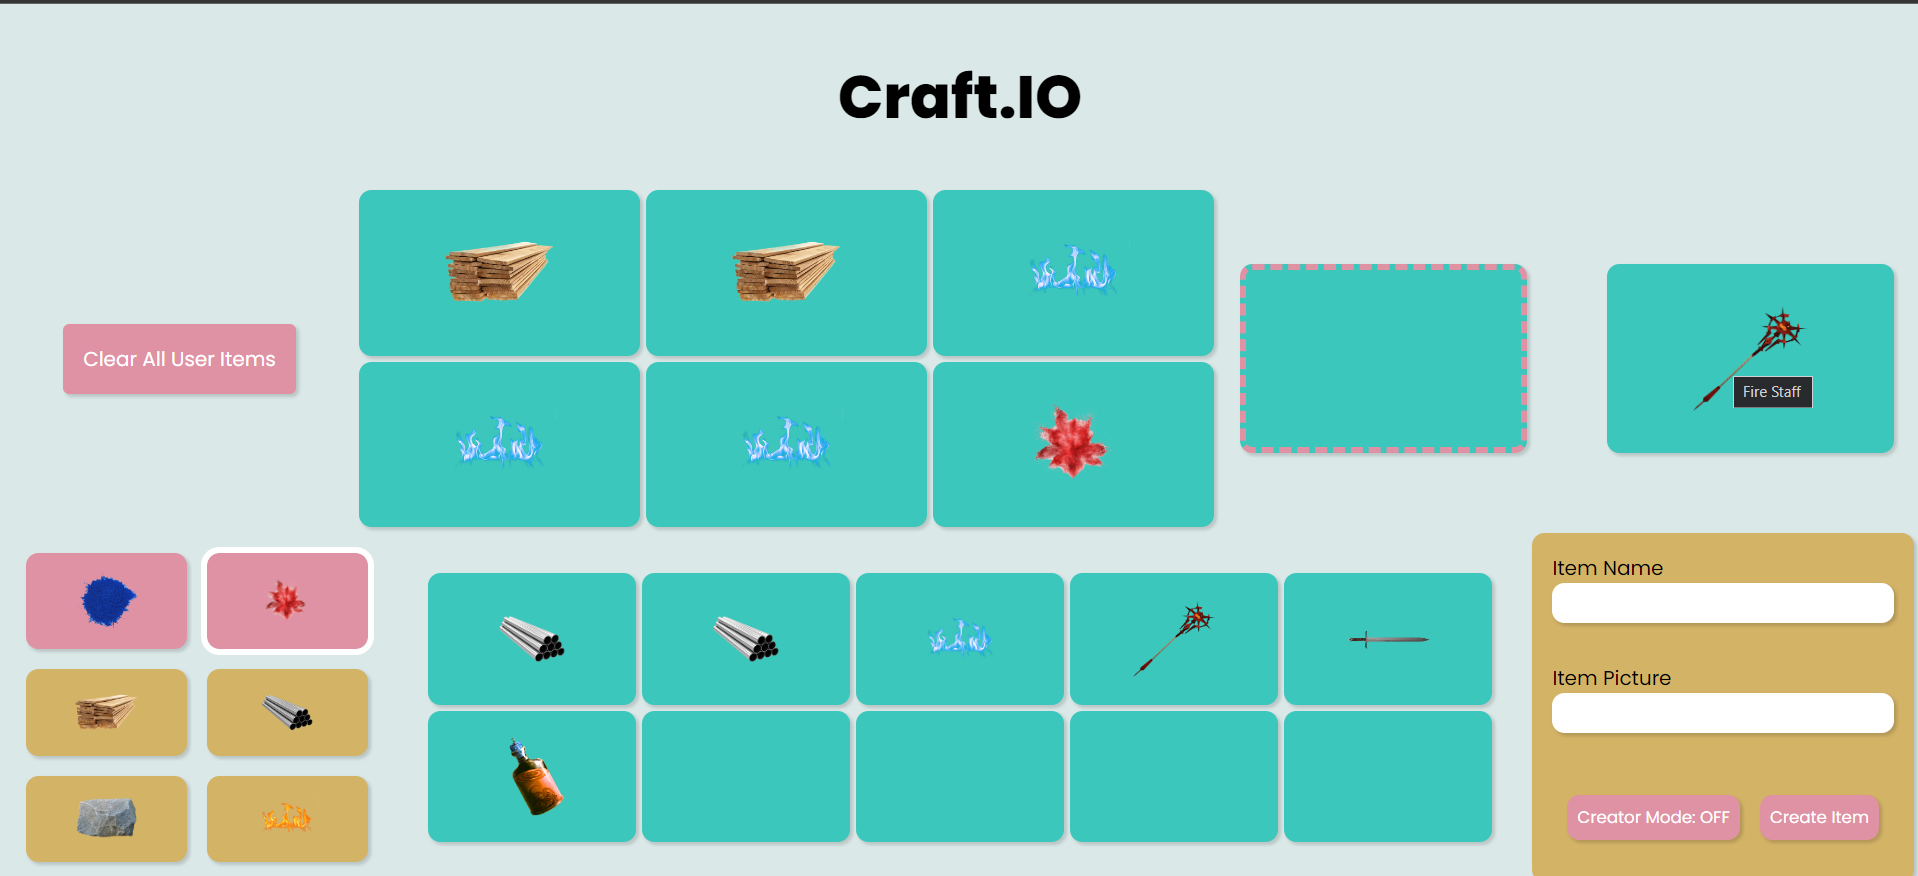 Craft.IO
Clear All User Items
Fire Staff
Item Name
Item Picture
Creator Mode: OFF
Create Item